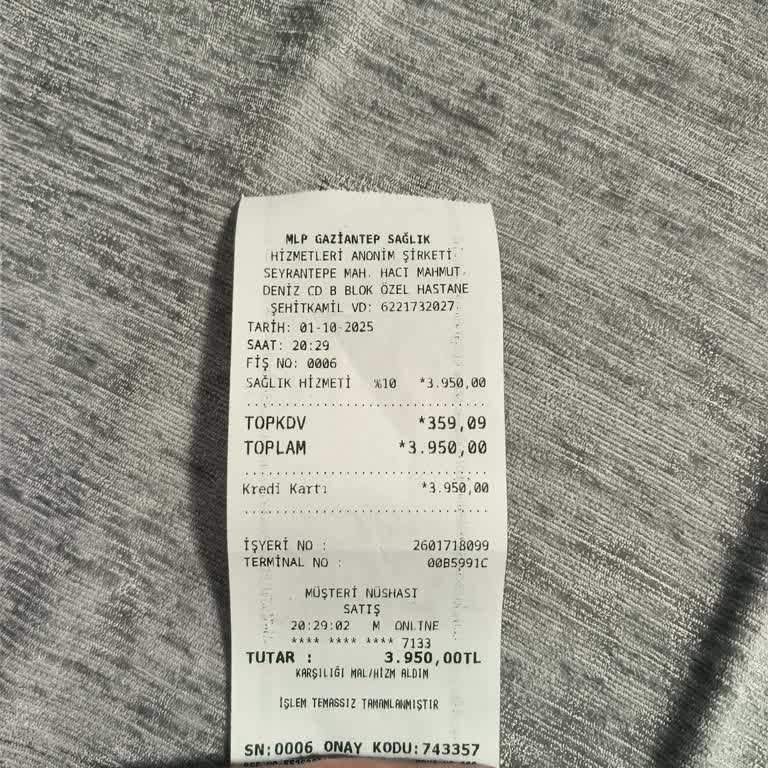 MLP GAZİANTEP SAĞLIK
HİZMETLERİ ANONİM ŞİRKETİ
SEYRANTEPE MAH. HACI MAHMUT
DENİZ CD B BLOK ÖZEL HASTANE
ŞEHİTKAMİL VD: 6221732027
TARİH: 01-10-2025
SAAT: 20:29
FİŞ NO: 0006
SAĞLIK HİZMETİ %10 *3.950,00
TOPKDV *359,09
TOPLAM *3.950,00
Kredi Kartı *3.950,00
İŞYERİ NO : 2601718099
TERMİNAL NO : 00B5991C
MÜŞTERİ NÜSHASI
SATIŞ
20:29:02 M ONLINE
**** **** **** 7133
TUTAR : 3.950,00TL
KARŞILIĞI MAL/HİZM ALDIM
İŞLEM TEMASSIZ TAMAMLANMIŞTIR
SN:0006 ONAY KODU:743357